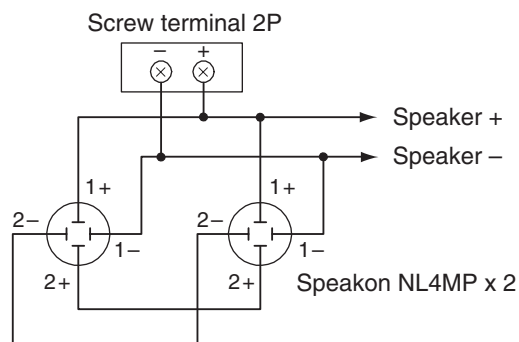 Screw terminal 2P
– +
Speaker +
Speaker –
1+ 1+
2– 2–
1– 1–
2+ 2+
Speakon NL4MP x 2